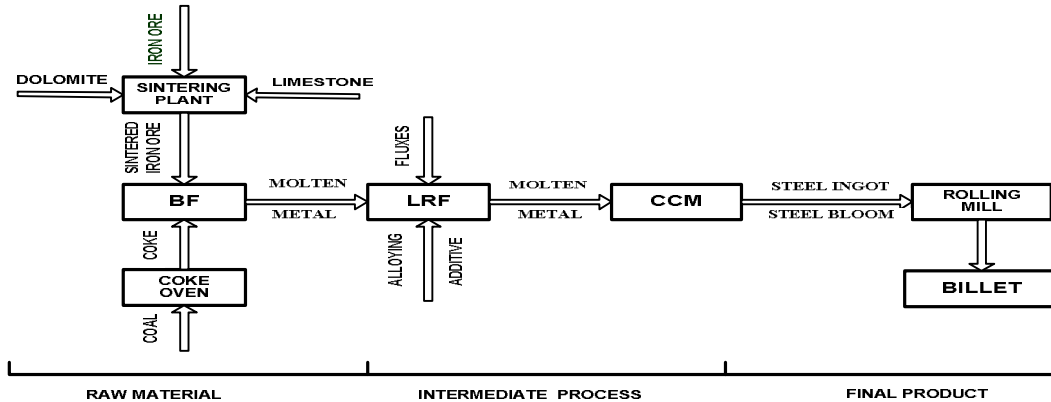 IRON ORE
DOLOMITE
SINTERING
PLANT
LIMESTONE
SINTERED
IRON ORE
FLUXES
BF
MOLTEN
METAL
LRF
MOLTEN
METAL
CCM
STEEL INGOT
STEEL BLOOM
ROLLING
MILL
COKE
ALLOYING
ADDITIVE
COKE
OVEN
BILLET
COAL
RAW MATERIAL
INTERMEDIATE PROCESS
FINAL PRODUCT